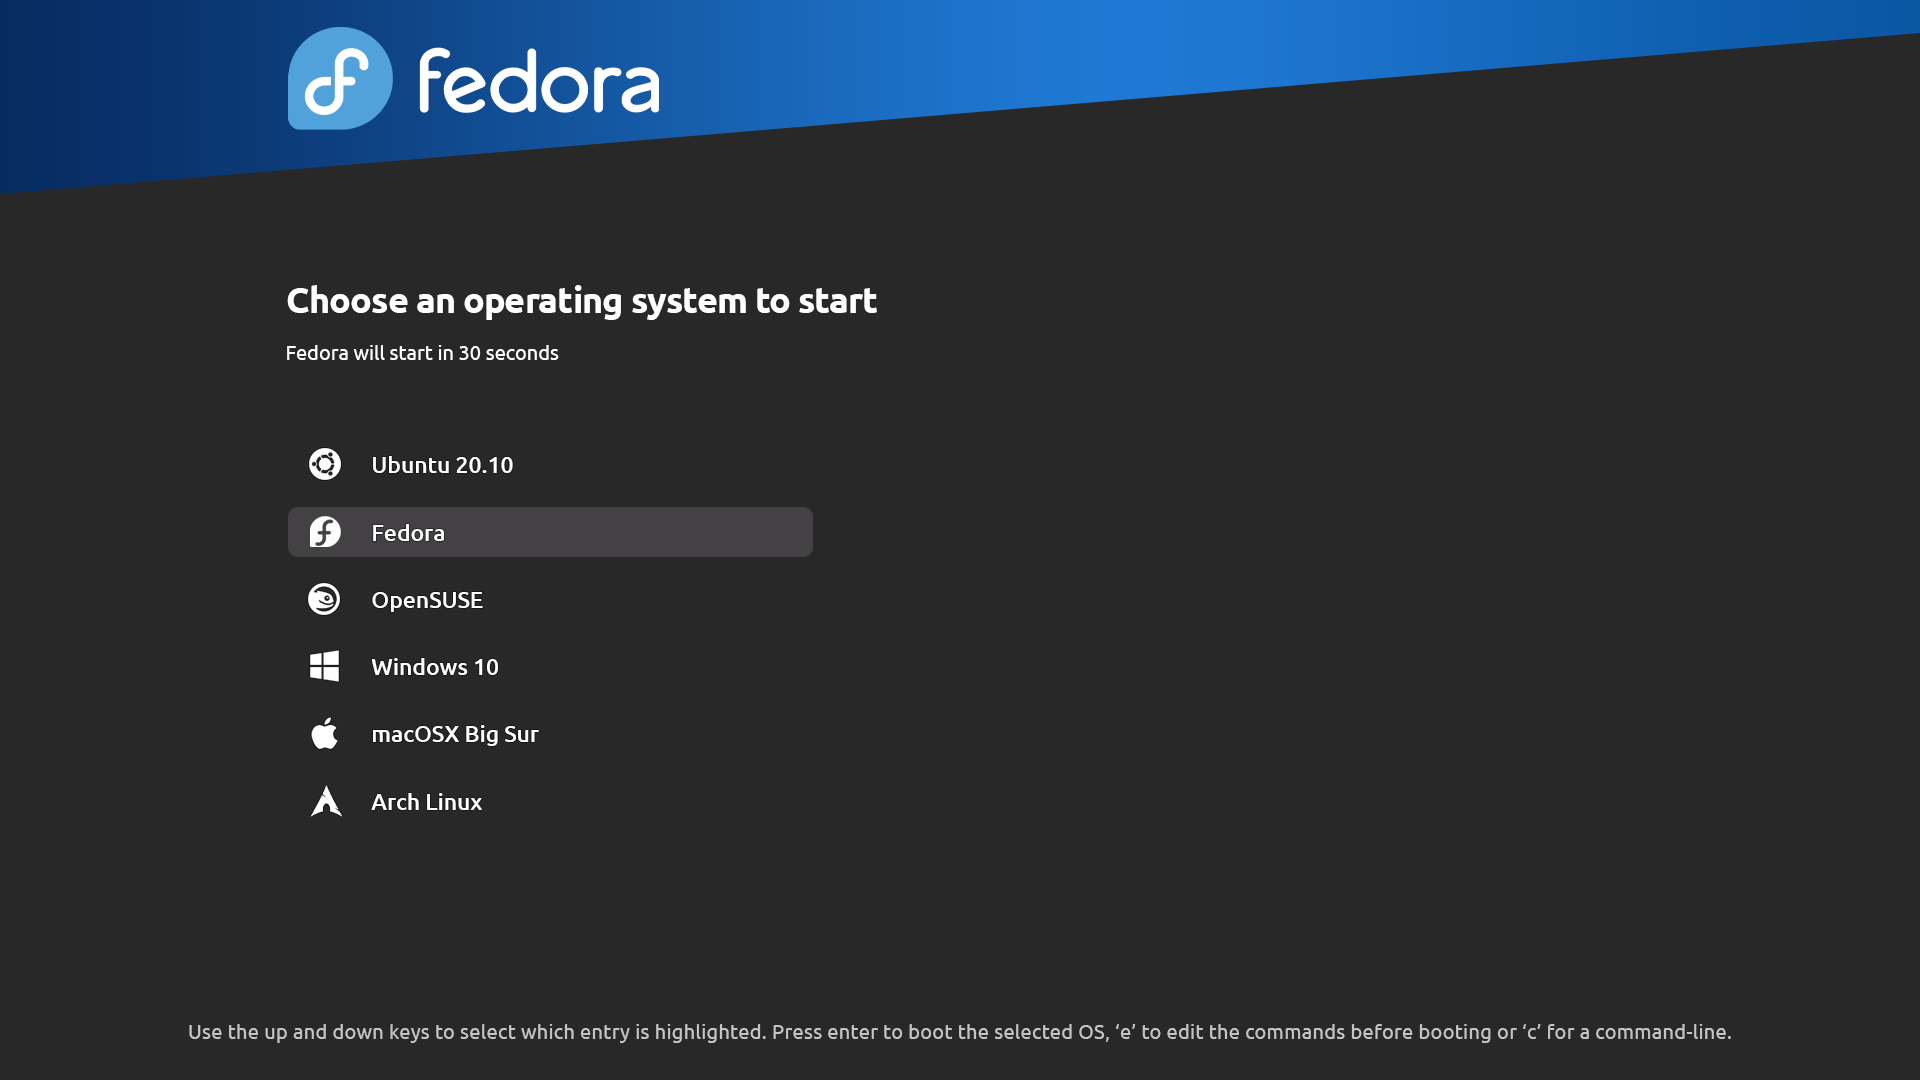 fedora
Choose an operating system to start
Fedora will start in 30 seconds
Ubuntu 20.10
Fedora
OpenSUSE
Windows 10
macOSX Big Sur
Arch Linux
Use the up and down keys to select which entry is highlighted. Press enter to boot the selected OS, ‘e’ to edit the commands before booting or ‘c’ for a command-line.